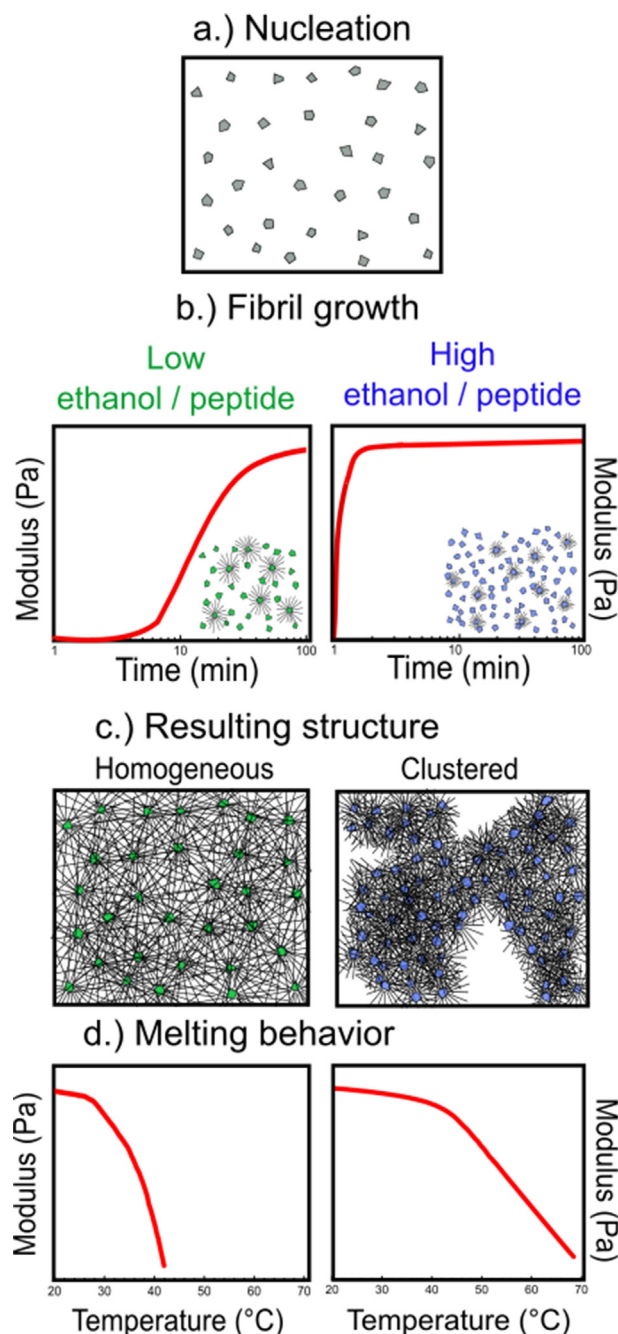 a.) Nucleation
b.) Fibril growth
Low
ethanol / peptide
High
ethanol / peptide
Modulus (Pa)
1
10
100
Time (min)
1
10
100
Time (min)
Modulus (Pa)
c.) Resulting structure
Homogeneous
Clustered
d.) Melting behavior
Modulus (Pa)
20
30
40
50
60
70
Temperature (°C)
20
30
40
50
60
70
Temperature (°C)
Modulus (Pa)